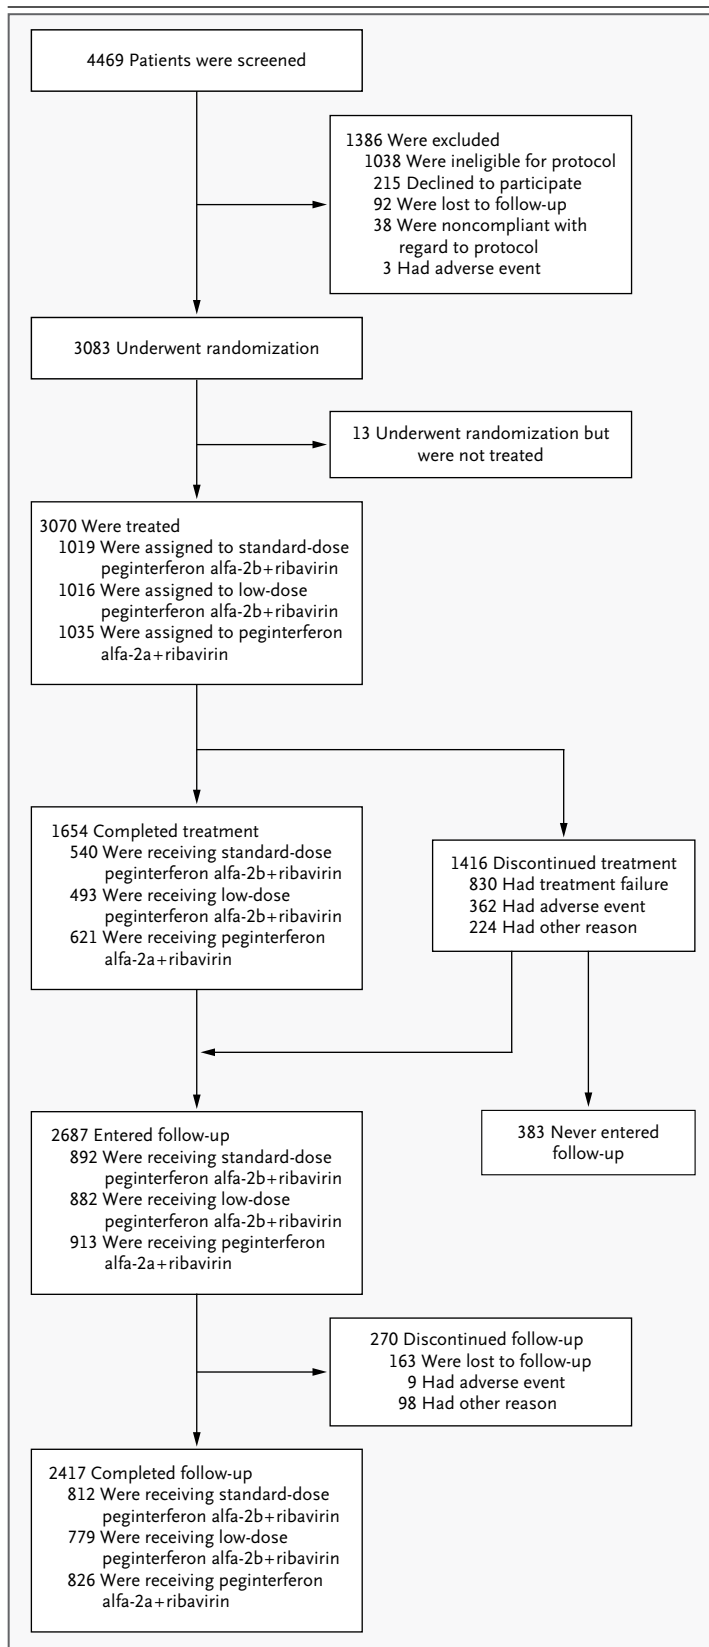 4469 Patients were screened
1386 Were excluded
1038 Were ineligible for protocol
215 Declined to participate
92 Were lost to follow-up
38 Were noncompliant with
regard to protocol
3 Had adverse event
3083 Underwent randomization
13 Underwent randomization but
were not treated
3070 Were treated
1019 Were assigned to standard-dose
peginterferon alfa-2b+ribavirin
1016 Were assigned to low-dose
peginterferon alfa-2b+ribavirin
1035 Were assigned to peginterferon
alfa-2a+ribavirin
1654 Completed treatment
540 Were receiving standard-dose
peginterferon alfa-2b+ribavirin
493 Were receiving low-dose
peginterferon alfa-2b+ribavirin
621 Were receiving peginterferon
alfa-2a+ribavirin
1416 Discontinued treatment
830 Had treatment failure
362 Had adverse event
224 Had other reason
2687 Entered follow-up
892 Were receiving standard-dose
peginterferon alfa-2b+ribavirin
882 Were receiving low-dose
peginterferon alfa-2b+ribavirin
913 Were receiving peginterferon
alfa-2a+ribavirin
383 Never entered
follow-up
270 Discontinued follow-up
163 Were lost to follow-up
9 Had adverse event
98 Had other reason
2417 Completed follow-up
812 Were receiving standard-dose
peginterferon alfa-2b+ribavirin
779 Were receiving low-dose
peginterferon alfa-2b+ribavirin
826 Were receiving peginterferon
alfa-2a+ribavirin